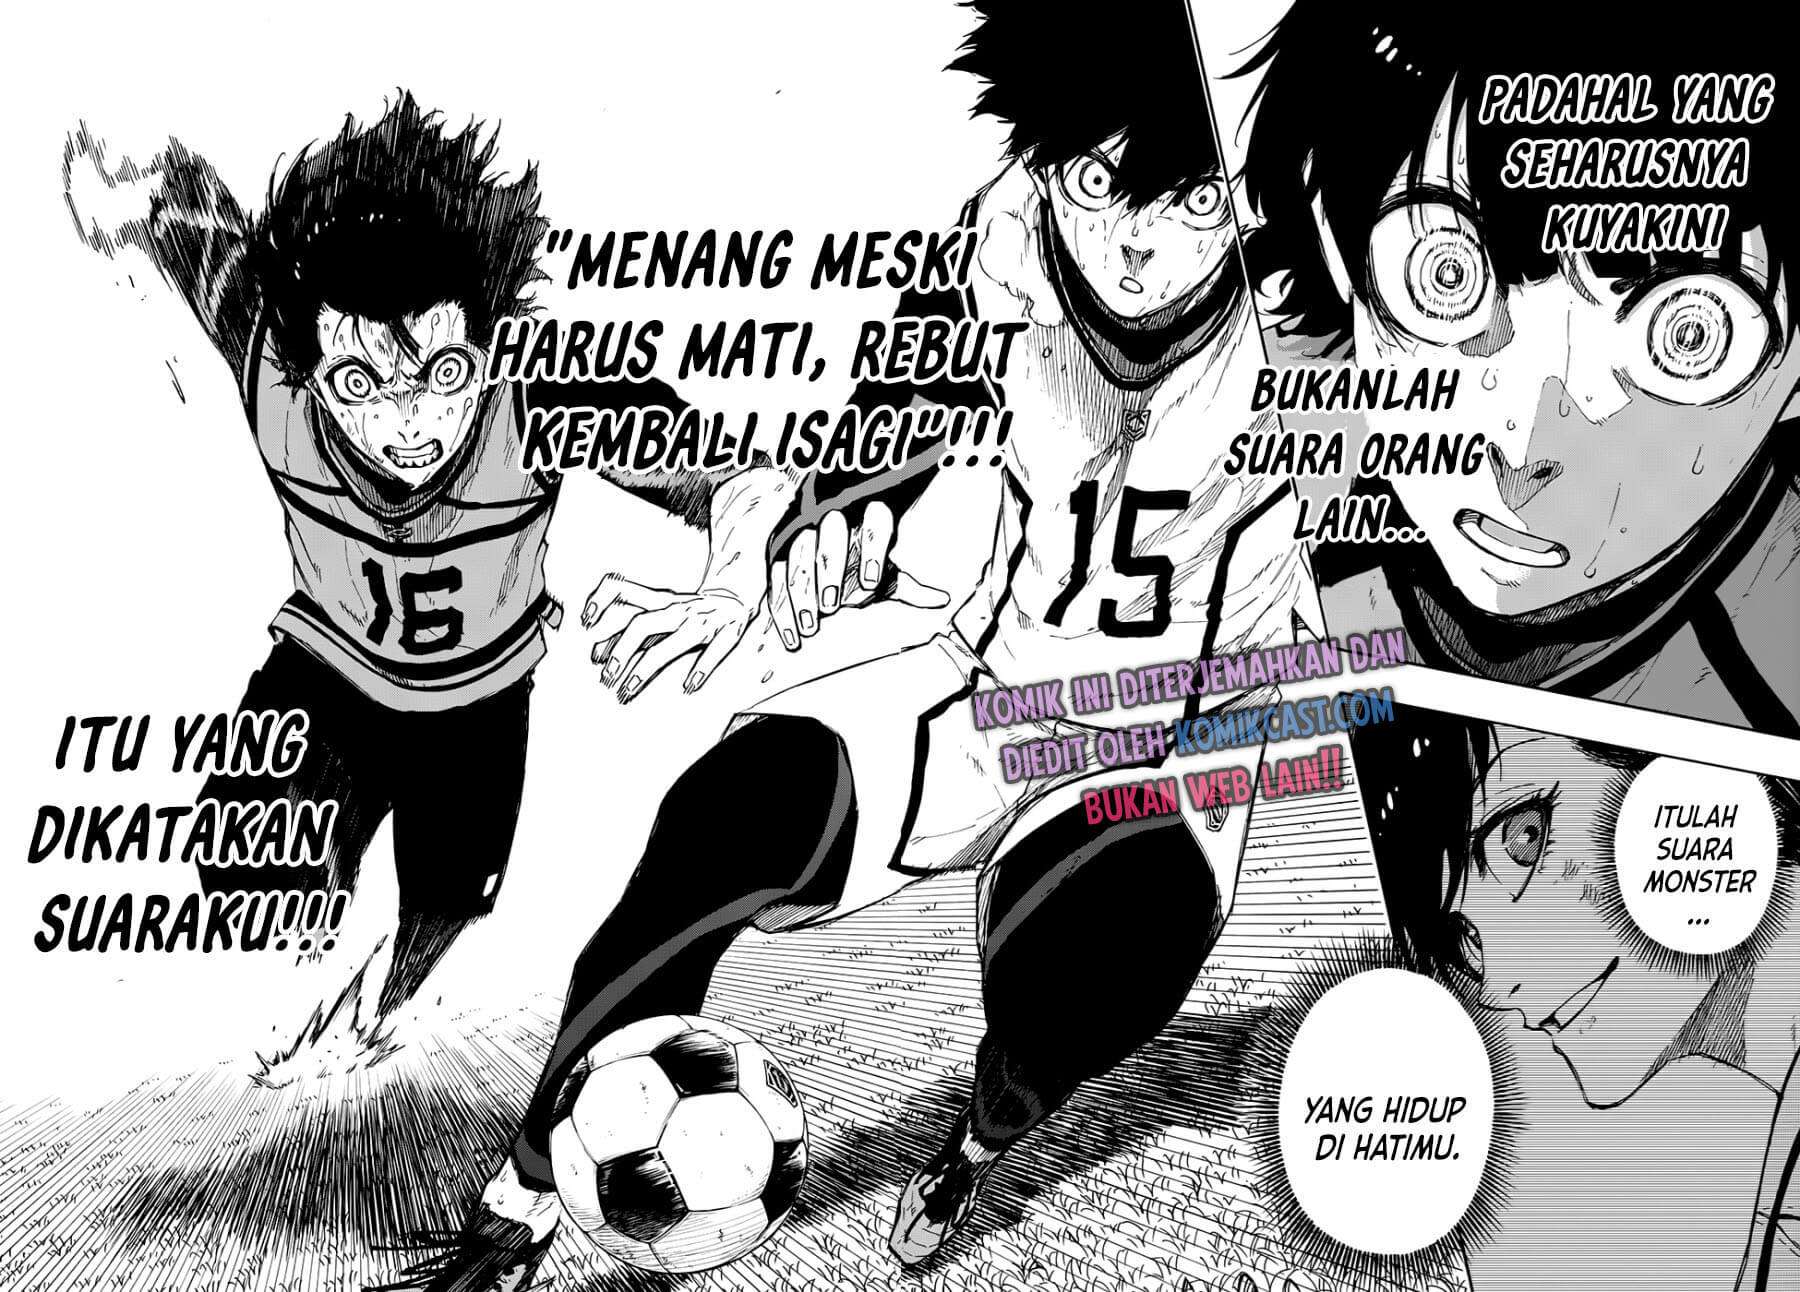 PADAHAL YANG
SEHARUSNYA
KUYAKINI
BUKANLAH
SUARA ORANG
LAIN...
ITULAH
SUARA
MONSTER
...
YANG HIDUP
DI HATIMU.
"MENANG MESKI
HARUS MATI, REBUT
KEMBALI ISAGI"!!!
16
15
ITU YANG
DIKATAKAN
SUARAKU!!!
KOMIK INI DITERJEMAHKAN DAN
DIEDIT OLEH KOMIKCAST.COM
BUKAN WEB LAIN!!